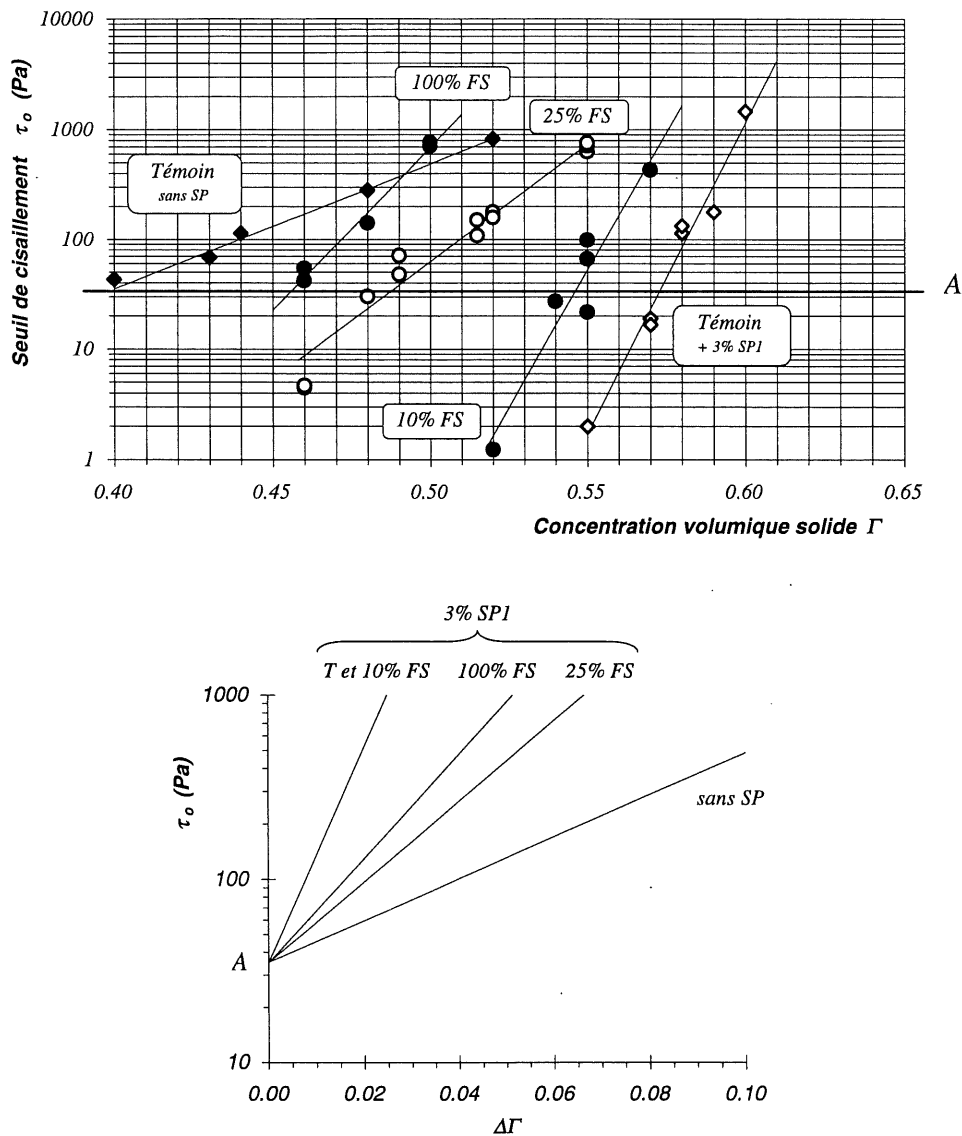 10000
1000
100
10
1
Seuil de cisaillement τo (Pa)
100% FS
25% FS
Témoin
sans SP
A
Témoin
+ 3% SP1
10% FS
0.40 0.45 0.50 0.55 0.60 0.65
Concentration volumique solide Γ
3% SP1
T et 10% FS 100% FS 25% FS
1000
100
A
10
τo (Pa)
sans SP
0.00 0.02 0.04 0.06 0.08 0.10
ΔΓ